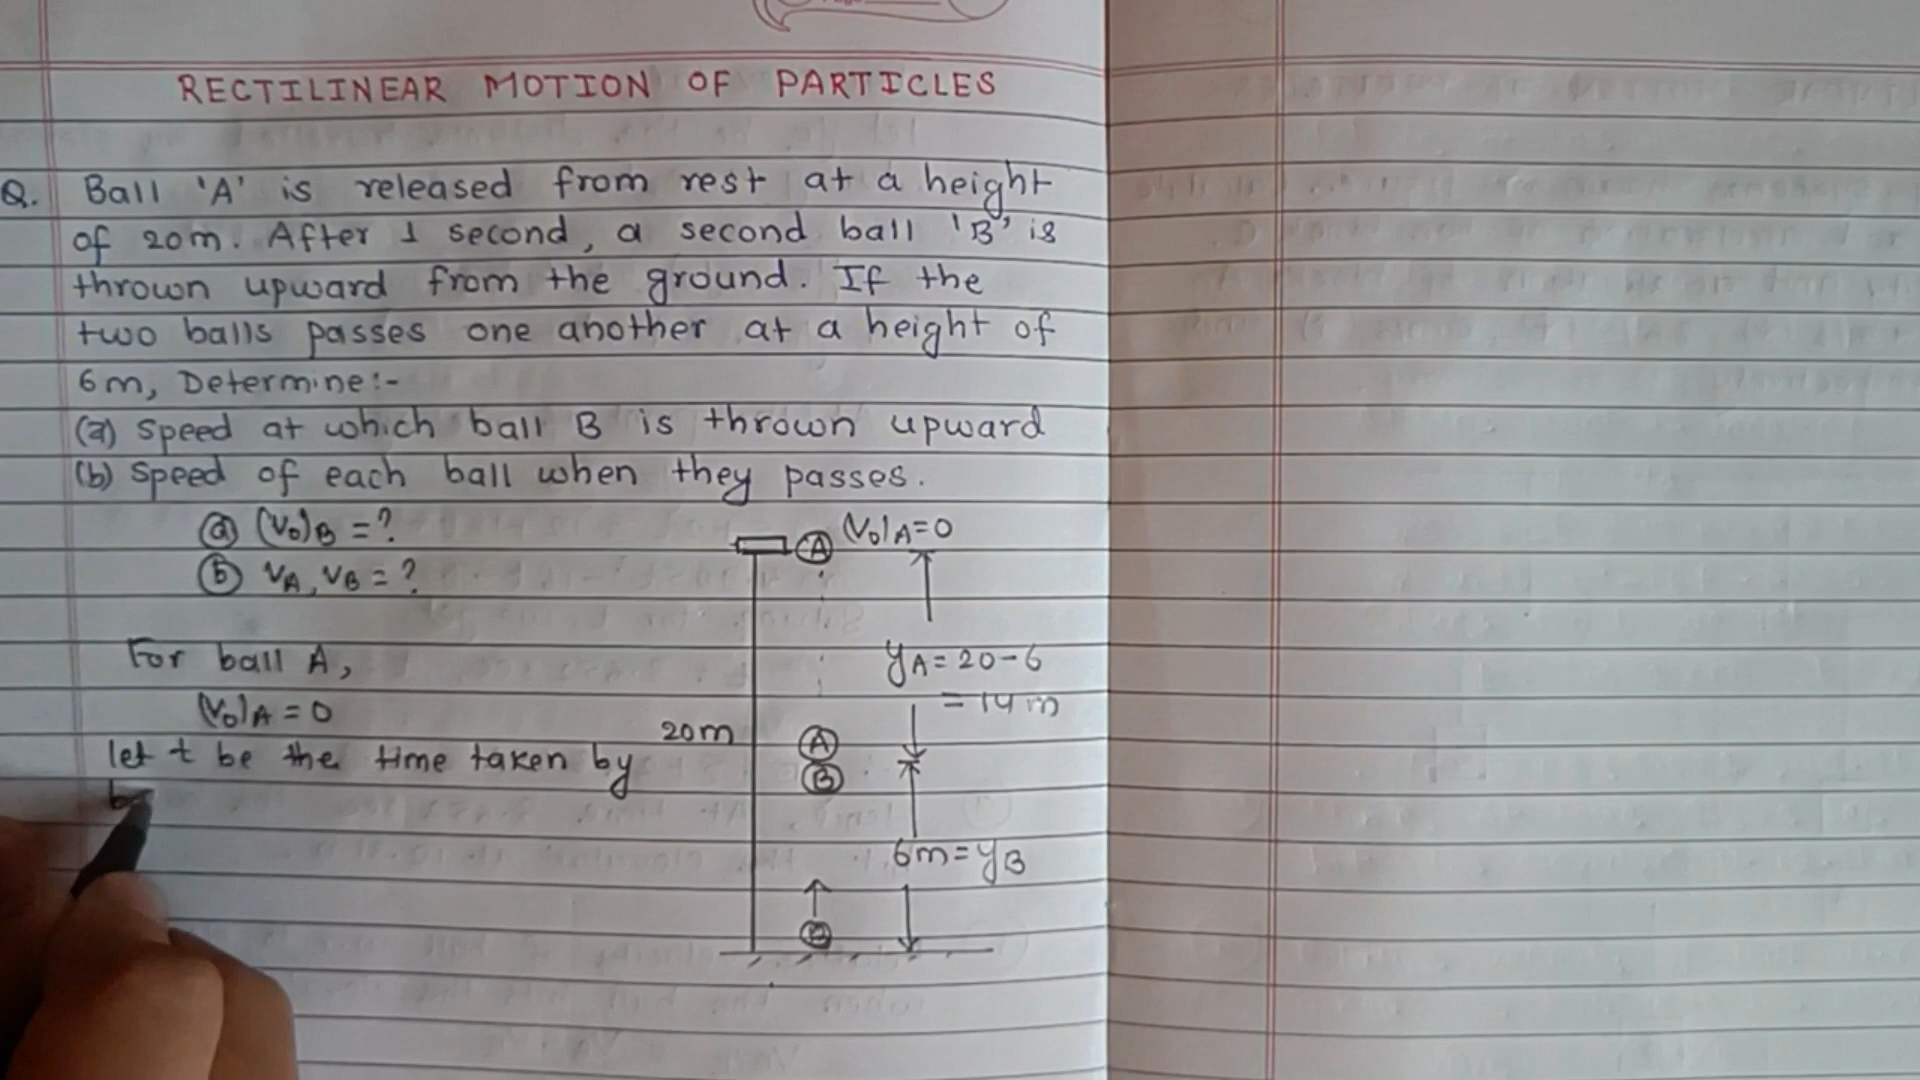 RECTILINEAR MOTION OF PARTICLES
Q. Ball 'A' is released from rest at a height
of 20m. After 1 second, a second ball 'B' is
thrown upward from the ground. If the
two balls passes one another at a height of
6m, Determine:-
(a) Speed at which ball B is thrown upward
(b) Speed of each ball when they passes.
(a) (v₀)B = ?
(b) vA, vB = ?
A (v₀)A=0
For ball A,
(v₀)A = 0
let t be the time taken by
yA = 20-6
= 14m
20m
A
B
6m = yB
B